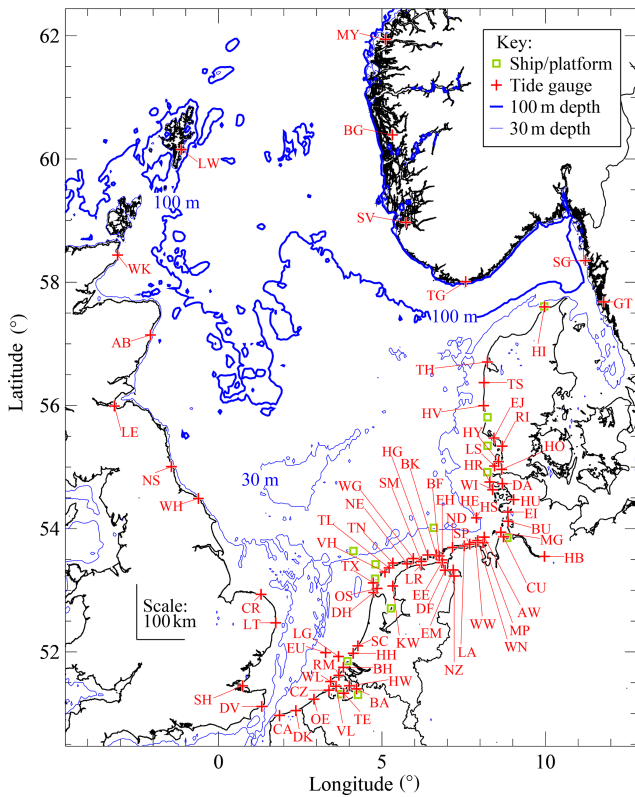 62
60
58
56
54
52
Latitude (°)
0
5
10
Longitude (°)
Key:
Ship/platform
Tide gauge
100 m depth
30 m depth
MY
BG
LW
100 m
SV
WK
SG
TG
GT
100 m
HI
AB
TH
TS
HV
EJ
LE
HY
RI
HG
LS
HO
BK
HR
NS
SM
BF
WI
DA
30 m
WG
EH
HE
HS
HU
WH
NE
ND
EI
TN
BU
TL
SP
MG
VH
HB
TX
LR
CU
OS
EE
AW
CR
DH
DF
WW
MP
Scale:
100 km
LT
KW
EM
LA
WN
LG
SC
NZ
EU
HH
RM
BH
SH
WL
HW
DV
CZ
BA
OE
TE
CA
DK
VL